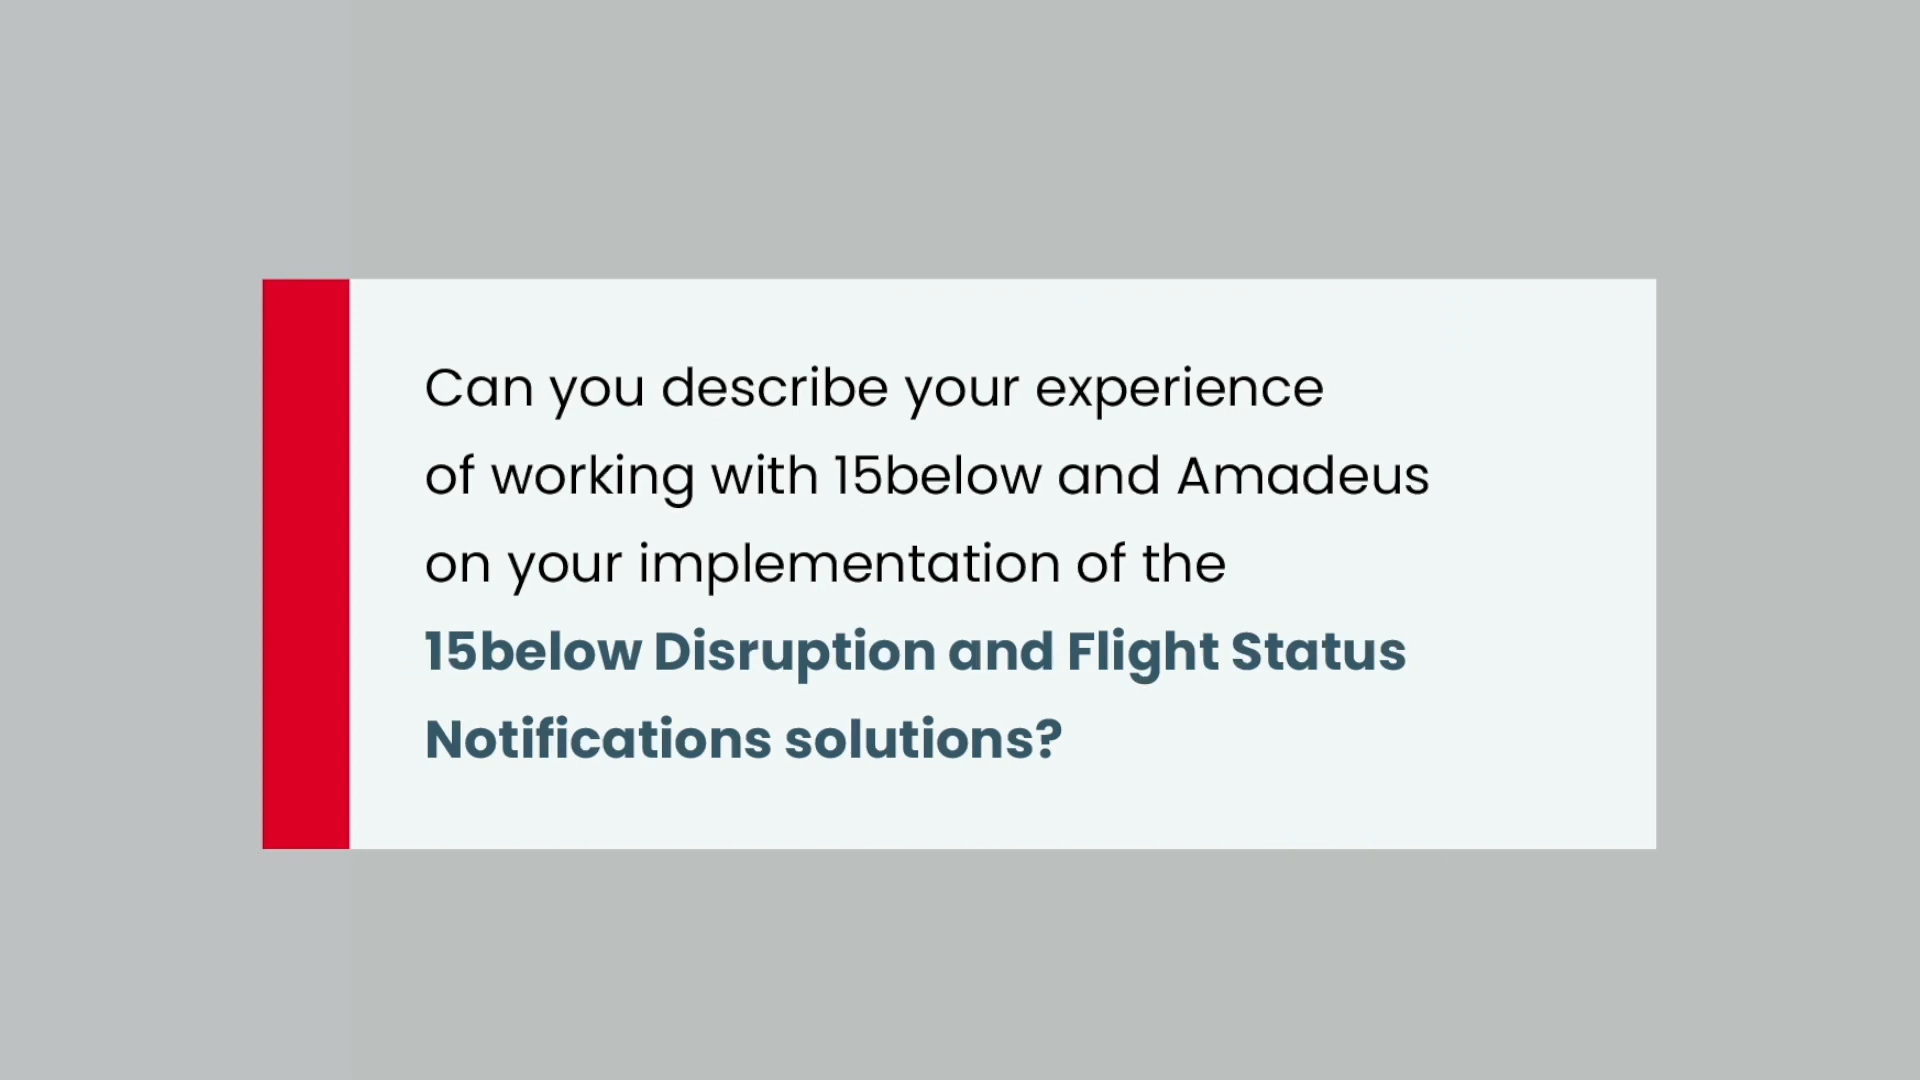 Can you describe your experience
of working with 15below and Amadeus
on your implementation of the
15below Disruption and Flight Status
Notifications solutions?